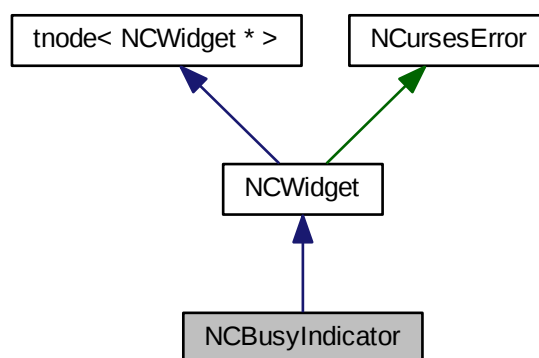 tnode< NCWidget * >
NCursesError
NCWidget
NCBusyIndicator